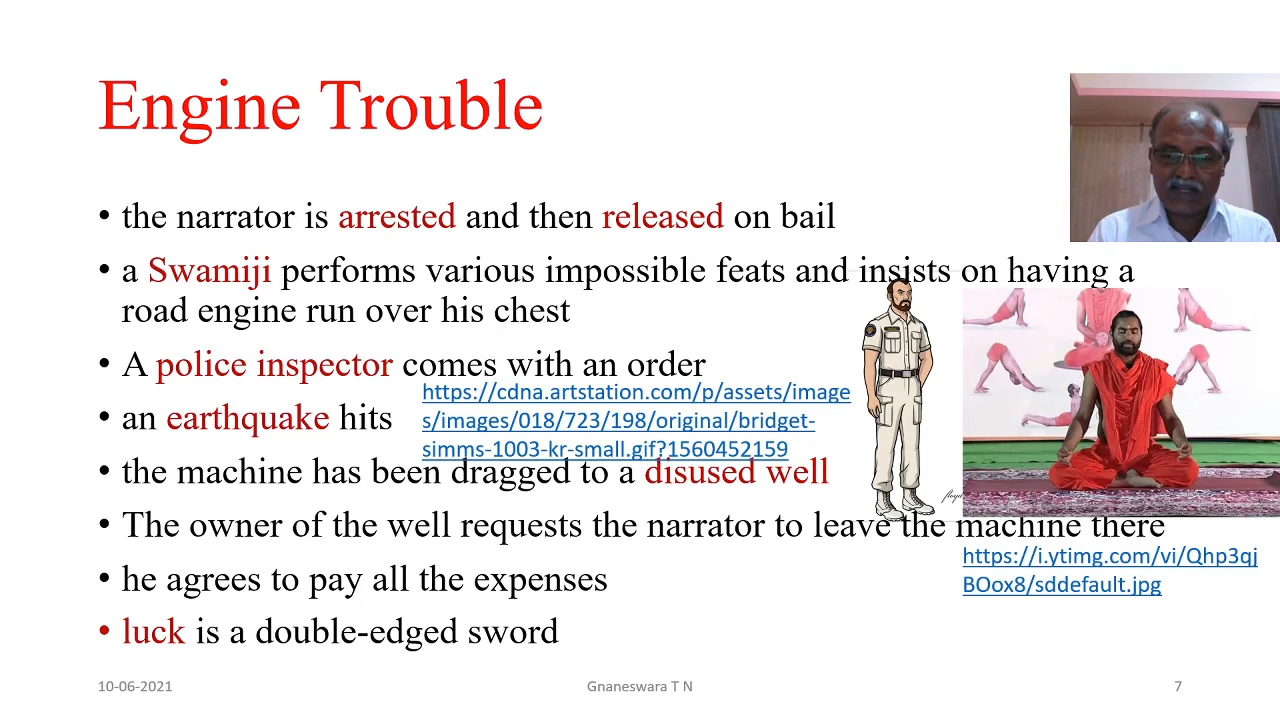 Engine Trouble
• the narrator is arrested and then released on bail
• a Swamiji performs various impossible feats and insists on having a
road engine run over his chest
• A police inspector comes with an order
https://cdna.artstation.com/p/assets/image
s/images/018/723/198/original/bridget-
simms-1003-kr-small.gif?1560452159
• an earthquake hits
• the machine has been dragged to a disused well
• The owner of the well requests the narrator to leave the machine there
https://i.ytimg.com/vi/Qhp3qj
BOox8/sddefault.jpg
• he agrees to pay all the expenses
• luck is a double-edged sword
10-06-2021
Gnaneswara T N
7